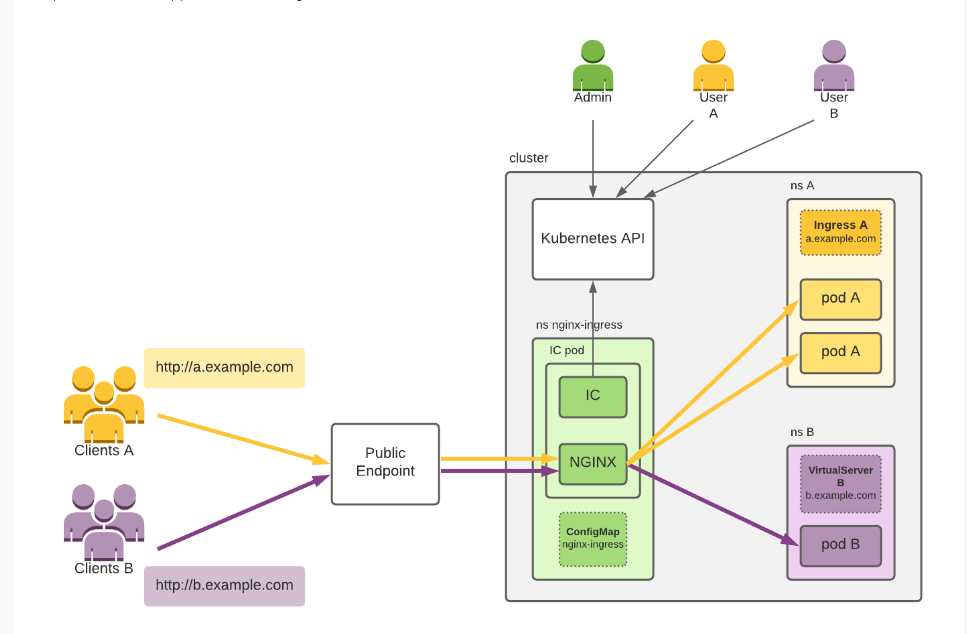 Admin
User
A
User
B
cluster
ns A
Ingress A
a.example.com
Kubernetes API
pod A
ns nginx-ingress
IC pod
pod A
http://a.example.com
IC
ns B
Clients A
Public
Endpoint
NGINX
VirtualServer
B
b.example.com
ConfigMap
nginx-ingress
pod B
Clients B
http://b.example.com